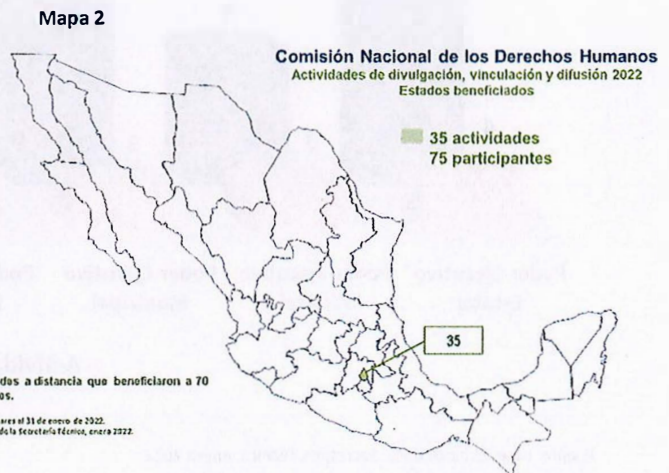 Mapa 2
Comisión Nacional de los Derechos Humanos
Actividades de divulgación, vinculación y difusión 2022
Estados beneficiados
35 actividades
75 participantes
35
dos a distancia que beneficiaron a 70
os.
ares al 31 de enero de 2022.
de la Secretaría Técnica, enero 2022.